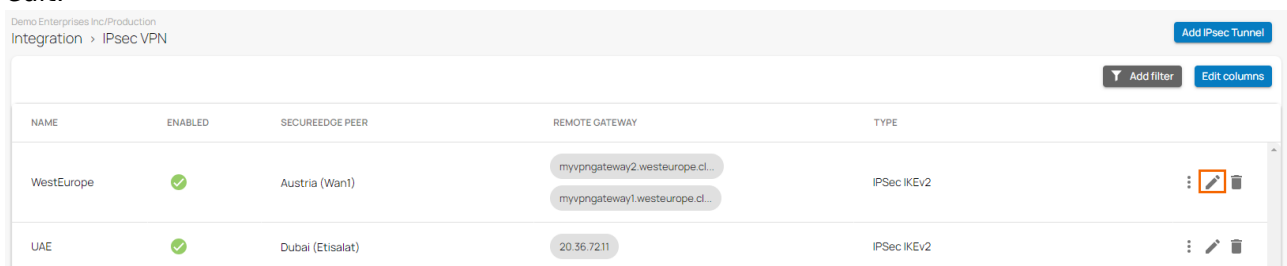 Demo Enterprises Inc/Production
Integration > IPsec VPN
Add IPsec Tunnel
Add filter
Edit columns
NAME ENABLED SECUREEDGE PEER REMOTE GATEWAY TYPE
myvpngateway2.westeurope.cl...
WestEurope Austria (Wan1) IPSec IKEv2
myvpngateway1.westeurope.cl...
UAE Dubai (Etisalat) 20.36.72.11 IPSec IKEv2